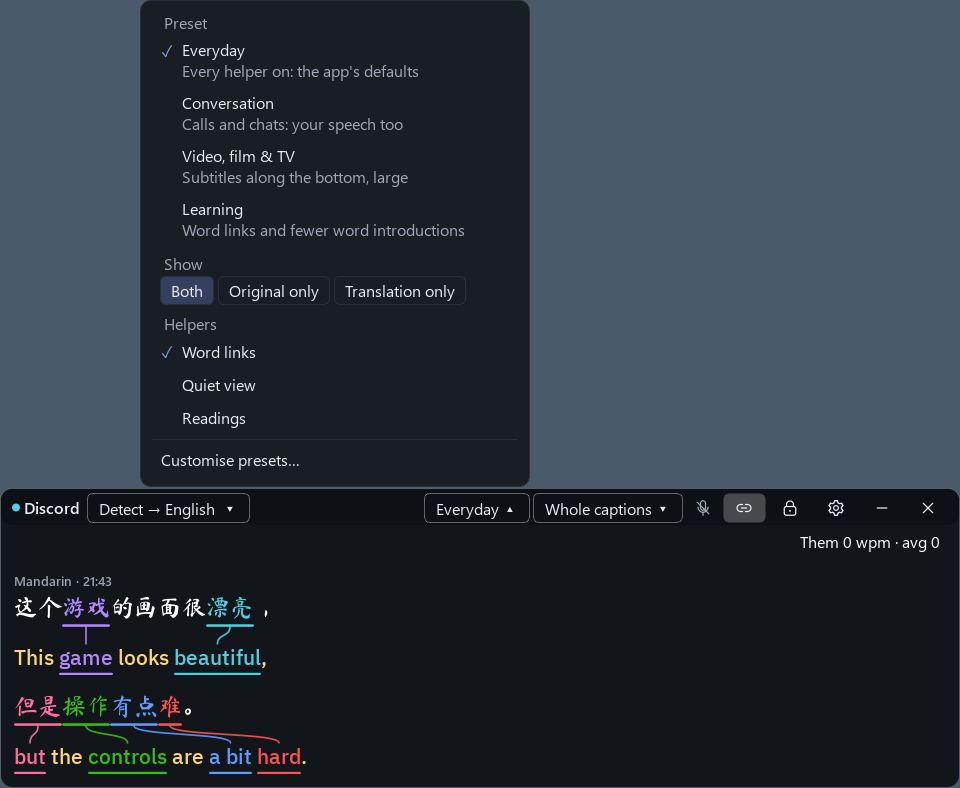 Preset
✓ Everyday
Every helper on: the app's defaults
Conversation
Calls and chats: your speech too
Video, film & TV
Subtitles along the bottom, large
Learning
Word links and fewer word introductions
Show
Both Original only Translation only
Helpers
✓ Word links
Quiet view
Readings
Customise presets...
Discord Detect → English ▾ Everyday ▴ Whole captions ▾
Them 0 wpm · avg 0
Mandarin · 21:43
这个游戏的画面很漂亮，
This game looks beautiful,
但是操作有点难。
but the controls are a bit hard.